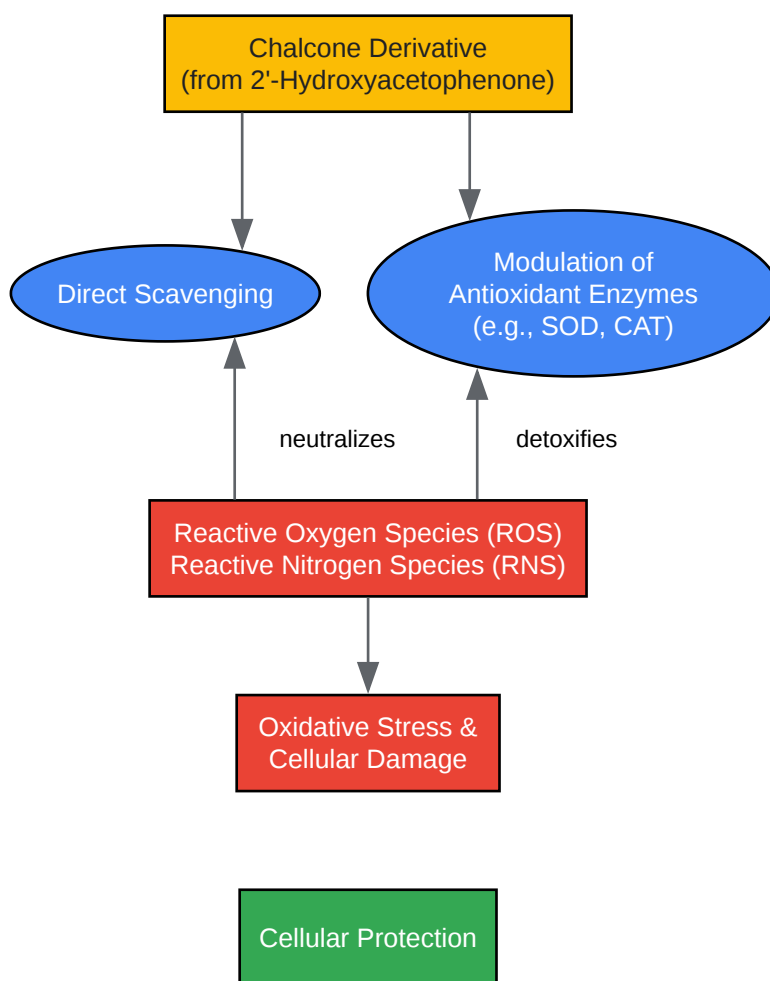 Chalcone Derivative
(from 2'-Hydroxyacetophenone)
Direct Scavenging
Modulation of
Antioxidant Enzymes
(e.g., SOD, CAT)
neutralizes
detoxifies
Reactive Oxygen Species (ROS)
Reactive Nitrogen Species (RNS)
Oxidative Stress &
Cellular Damage
Cellular Protection